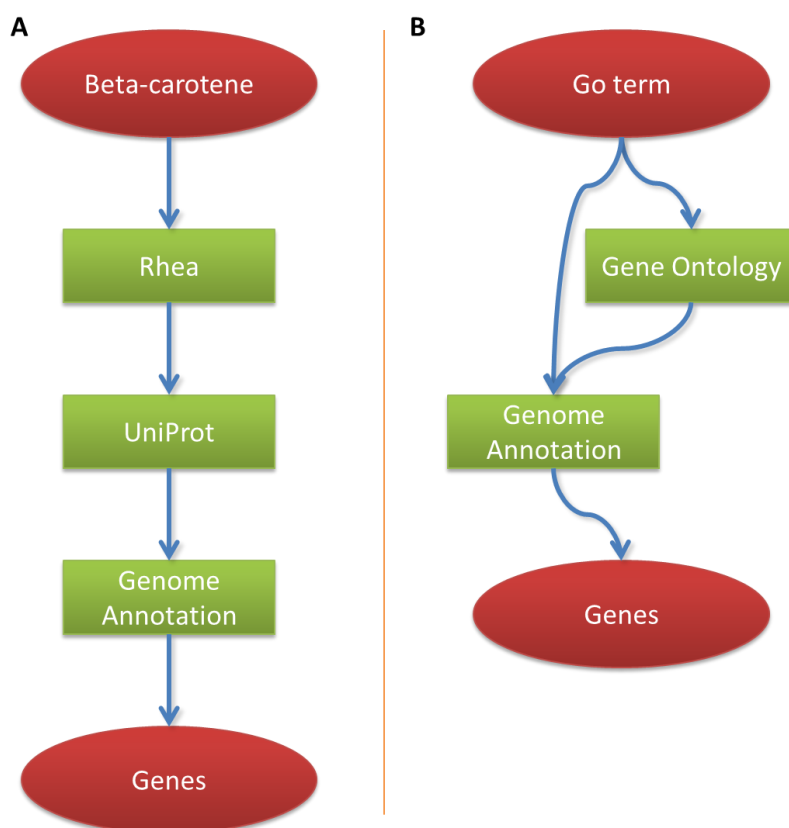 A
Beta-carotene
Rhea
UniProt
Genome
Annotation
Genes
B
Go term
Gene Ontology
Genome
Annotation
Genes